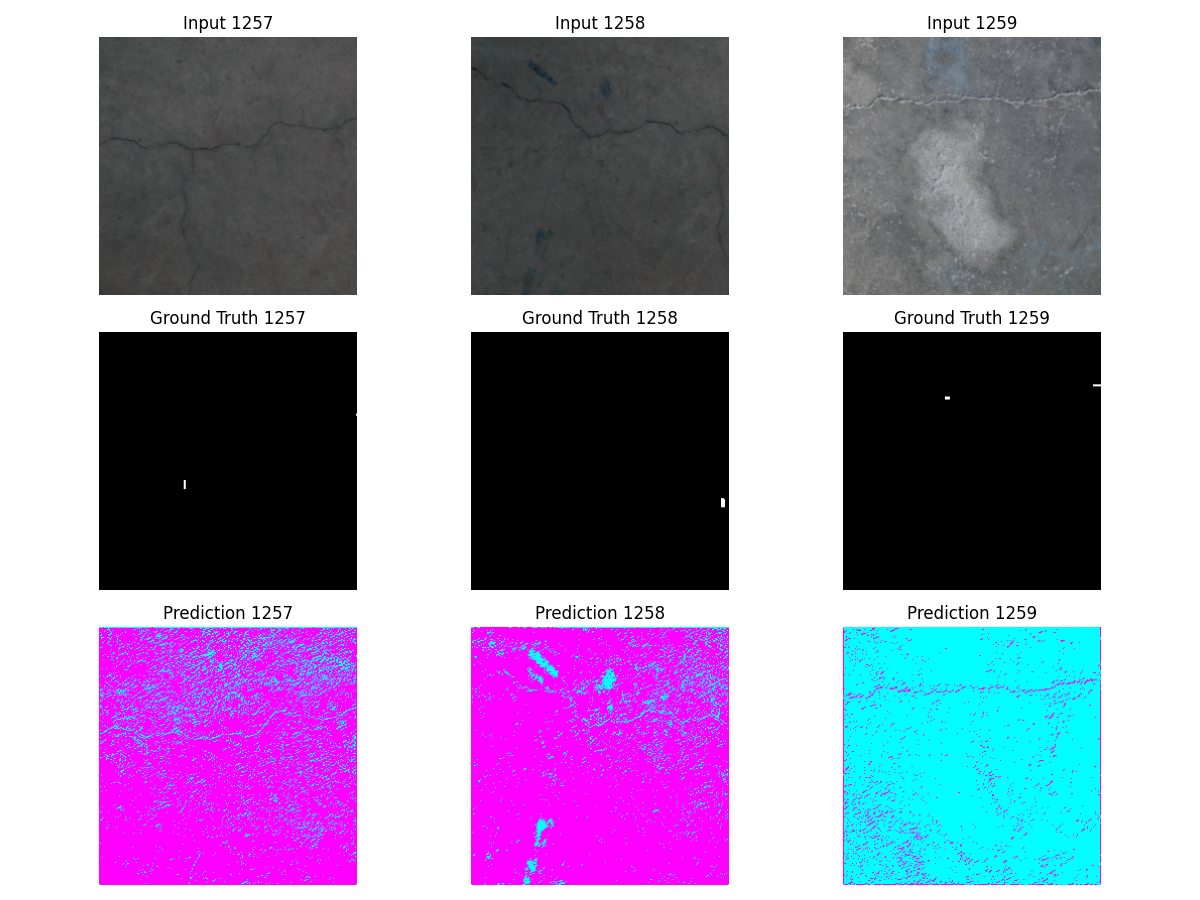 Input 1257
Input 1258
Input 1259
Ground Truth 1257
Ground Truth 1258
Ground Truth 1259
Prediction 1257
Prediction 1258
Prediction 1259